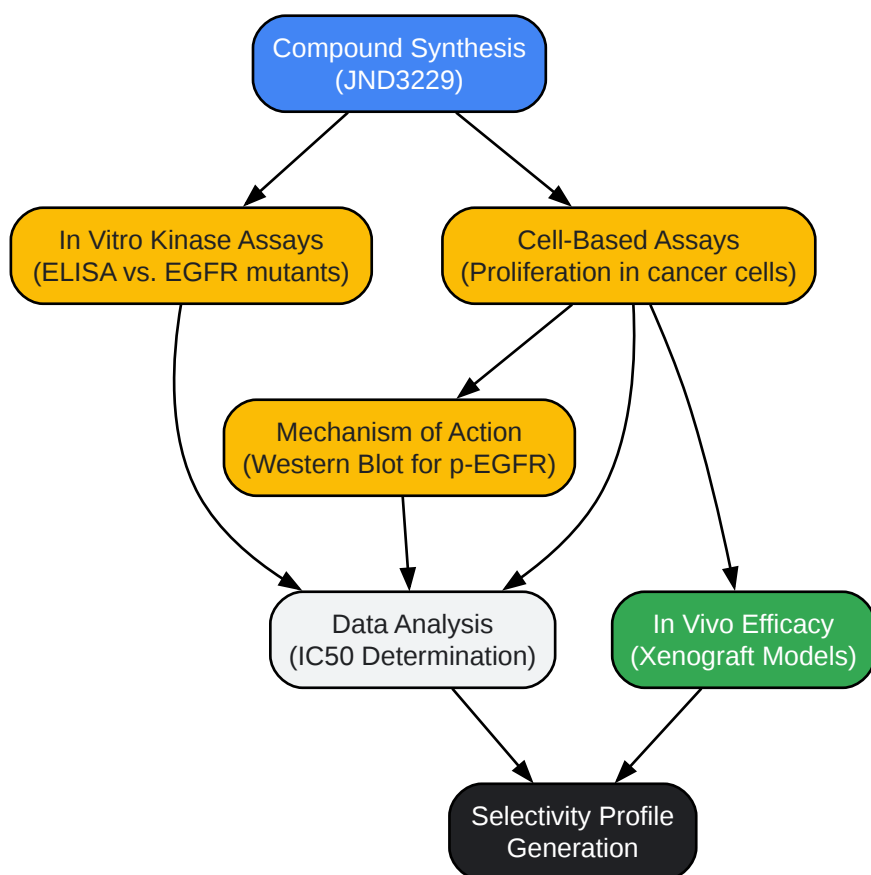 Compound Synthesis
(JND3229)
In Vitro Kinase Assays
(ELISA vs. EGFR mutants)
Cell-Based Assays
(Proliferation in cancer cells)
Mechanism of Action
(Western Blot for p-EGFR)
Data Analysis
(IC50 Determination)
In Vivo Efficacy
(Xenograft Models)
Selectivity Profile
Generation